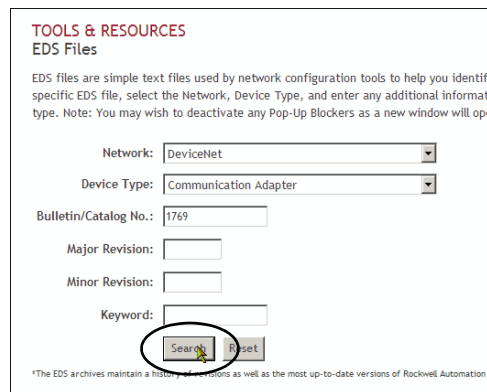 TOOLS & RESOURCES
EDS Files
EDS files are simple text files used by network configuration tools to help you identif
specific EDS file, select the Network, Device Type, and enter any additional informat
type. Note: You may wish to deactivate any Pop-Up Blockers as a new window will ope
Network: DeviceNet
Device Type: Communication Adapter
Bulletin/Catalog No.: 1769
Major Revision:
Minor Revision:
Keyword:
Search Reset
*The EDS archives maintain a history of revisions as well as the most up-to-date versions of Rockwell Automation